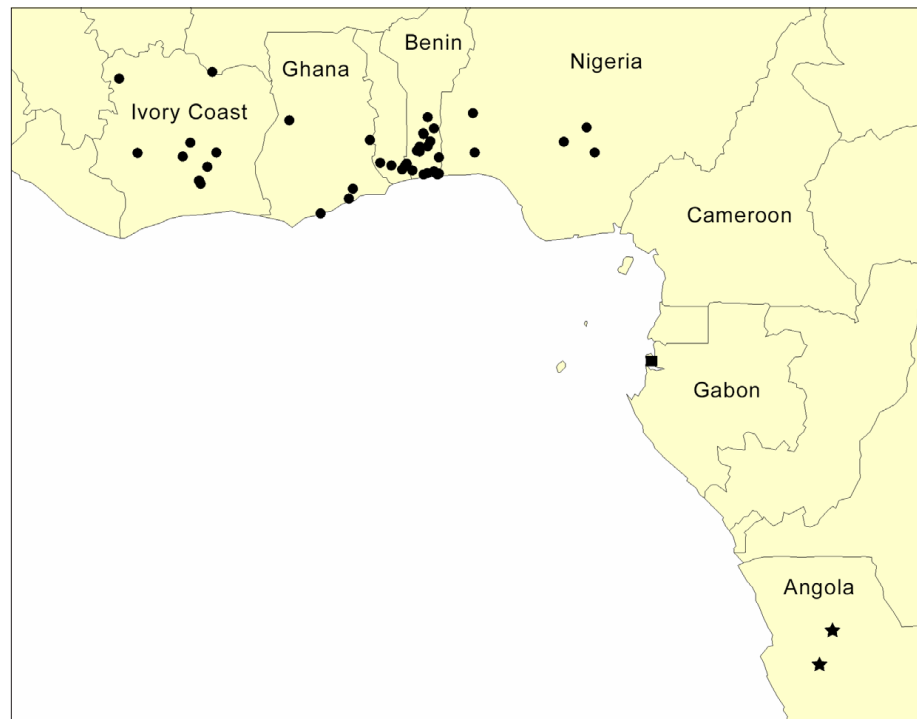 Benin
Nigeria
Ghana
Ivory Coast
Cameroon
Gabon
Angola